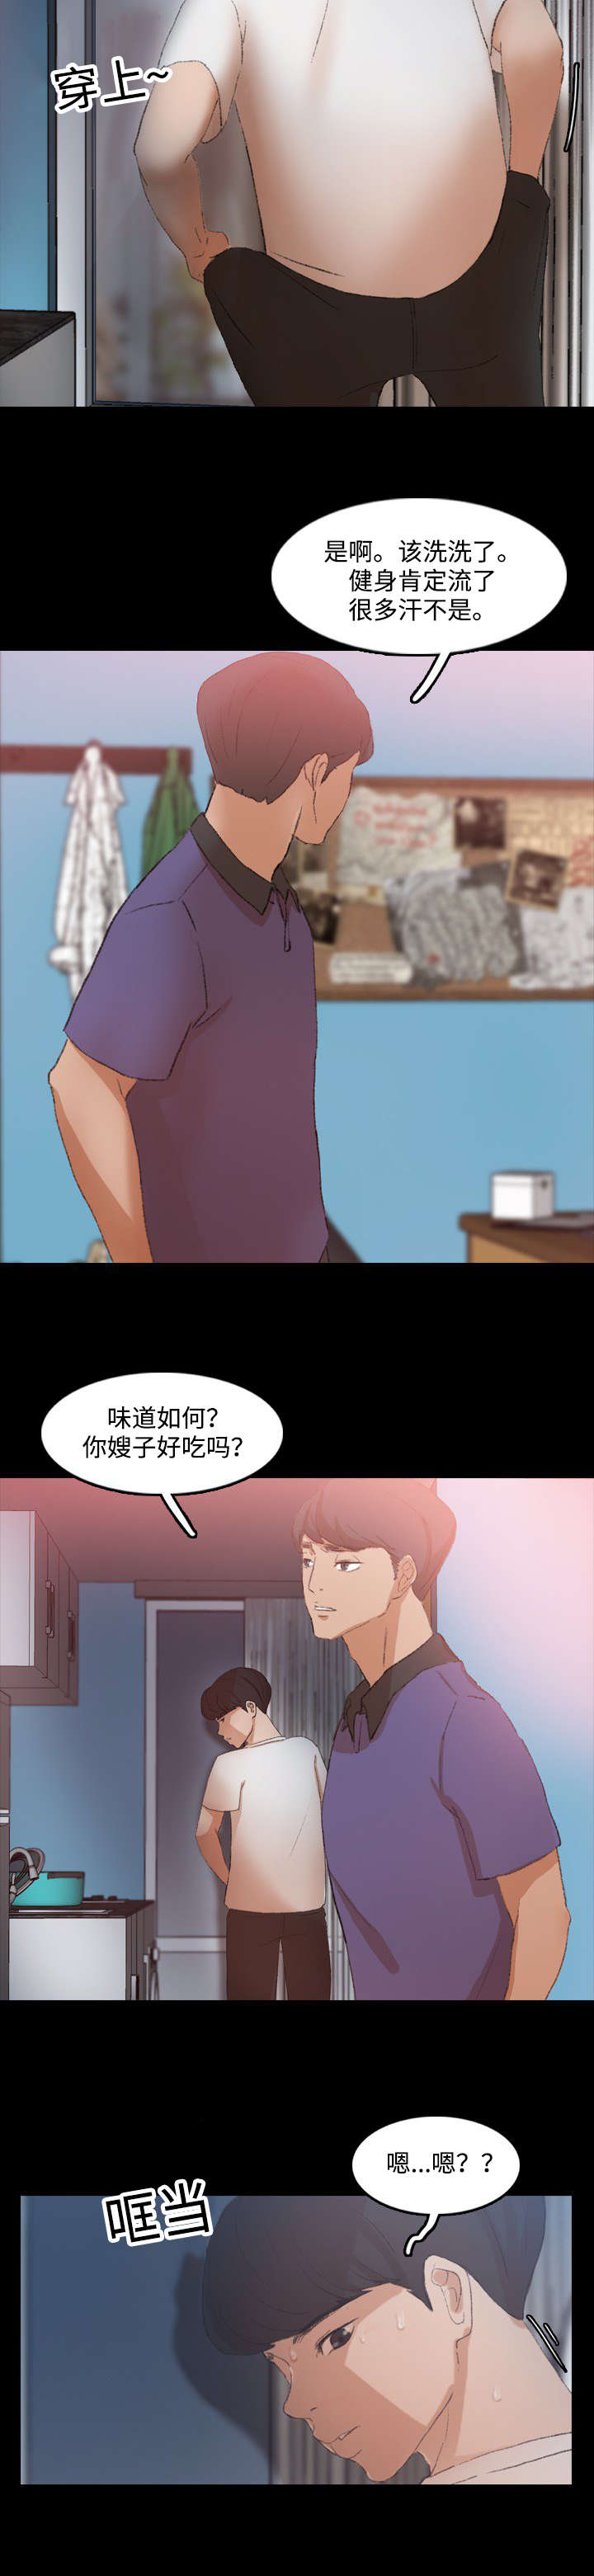 穿上~
是啊。该洗洗了。
健身肯定流了
很多汗不是。
味道如何？
你嫂子好吃吗？
嗯...嗯？？
哐当